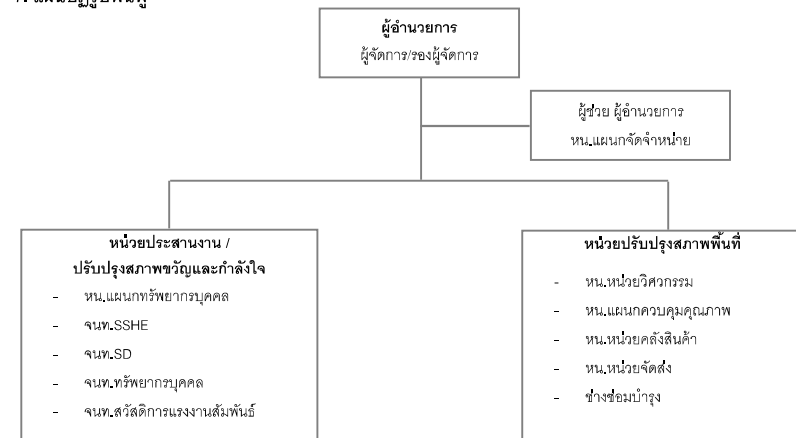 ผู้อำนวยการ
ผู้จัดการ/รองผู้จัดการ
ผู้ช่วย ผู้อำนวยการ
หน.แผนกจัดจำหน่าย
หน่วยประสานงาน /
ปรับปรุงสภาพขวัญและกำลังใจ
- หน.แผนกทรัพยากรบุคคล
- จนท.SSHE
- จนท.SD
- จนท.ทรัพยากรบุคคล
- จนท.สวัสดิการแรงงานสัมพันธ์
หน่วยปรับปรุงสภาพพื้นที่
- หน.หน่วยวิศวกรรม
- หน.แผนกควบคุมคุณภาพ
- หน.หน่วยคลังสินค้า
- หน.หน่วยจัดส่ง
- ช่างซ่อมบำรุง